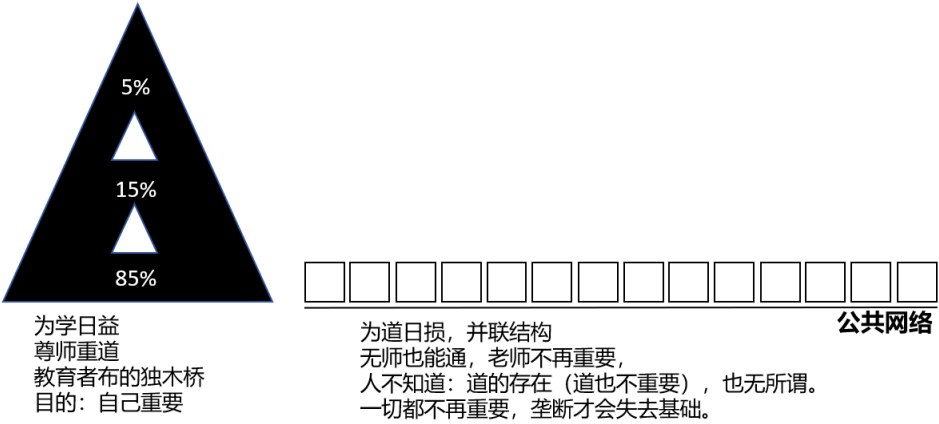 5%
15%
85%
为学日益
尊师重道
教育者布的独木桥
目的：自己重要
公共网络
为道日损，并联结构
无师也能通，老师不再重要，
人不知道：道的存在（道也不重要），也无所谓。
一切都不再重要，垄断才会失去基础。